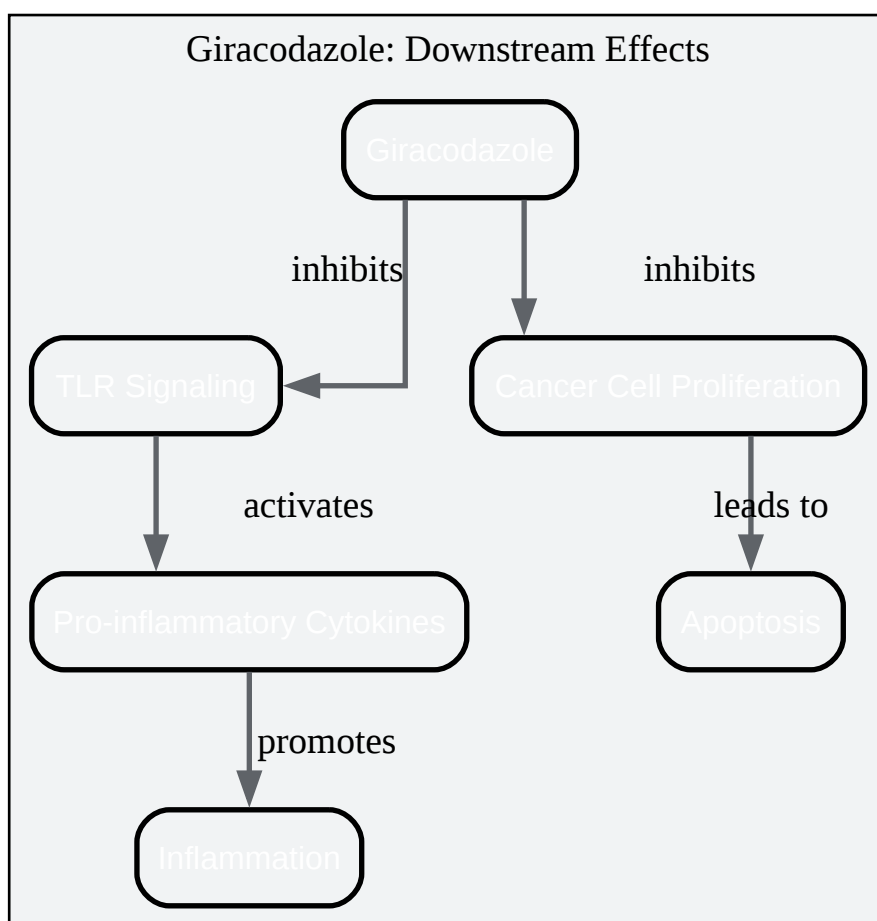 Giracodazole: Downstream Effects
Giracodazole
inhibits
inhibits
TLR Signaling
Cancer Cell Proliferation
activates
leads to
Pro-inflammatory Cytokines
Apoptosis
promotes
Inflammation